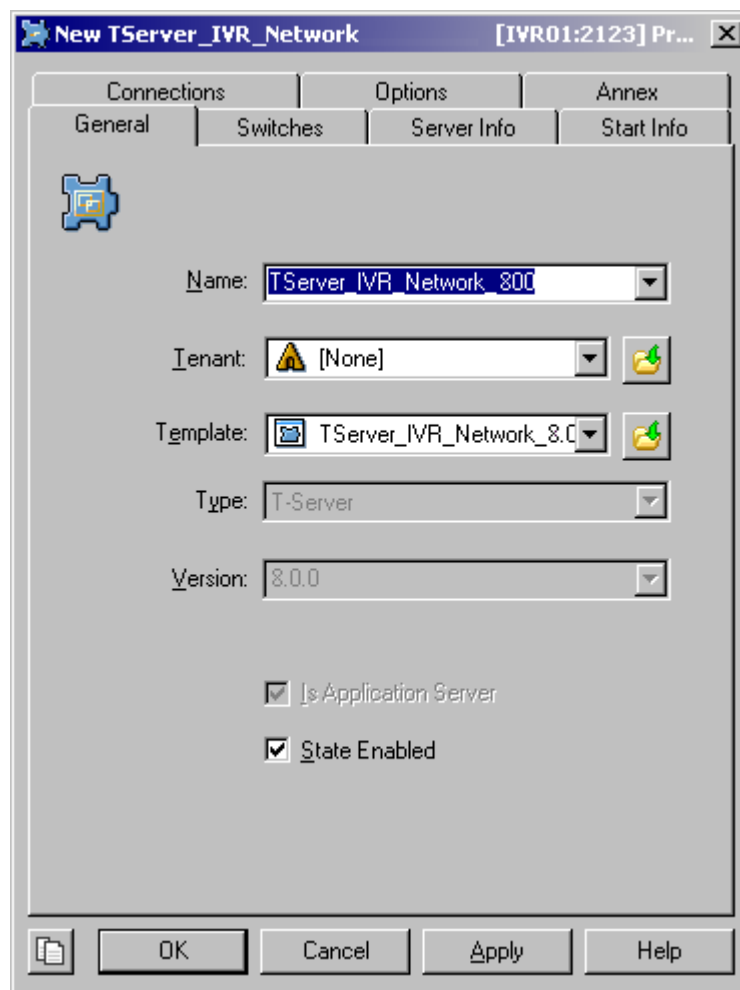 New TServer_IVR_Network [IVR01:2123] Pr...
Connections Options Annex
General Switches Server Info Start Info
Name: TServer_IVR_Network_800
Tenant: [None]
Template: TServer_IVR_Network_8.0
Type: T-Server
Version: 8.0.0
Is Application Server
State Enabled
OK Cancel Apply Help